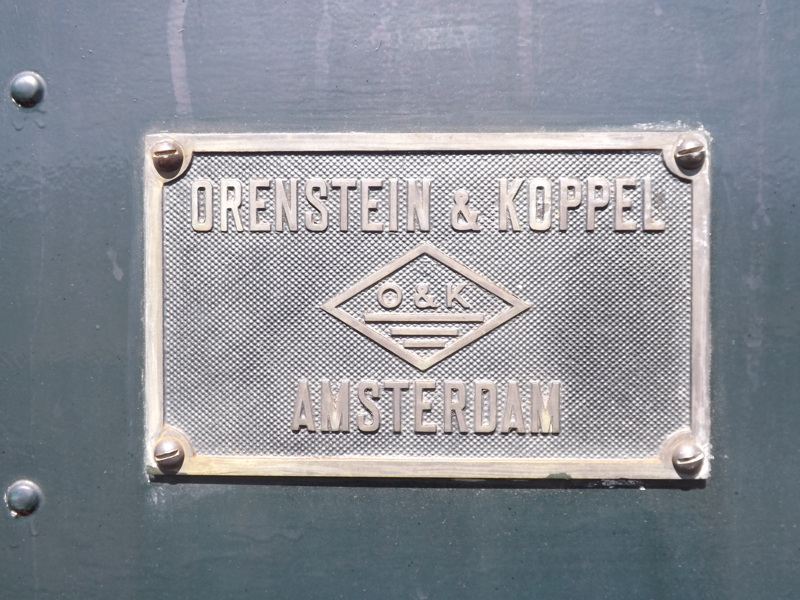 ORENSTEIN & KOPPEL
O & K
AMSTERDAM